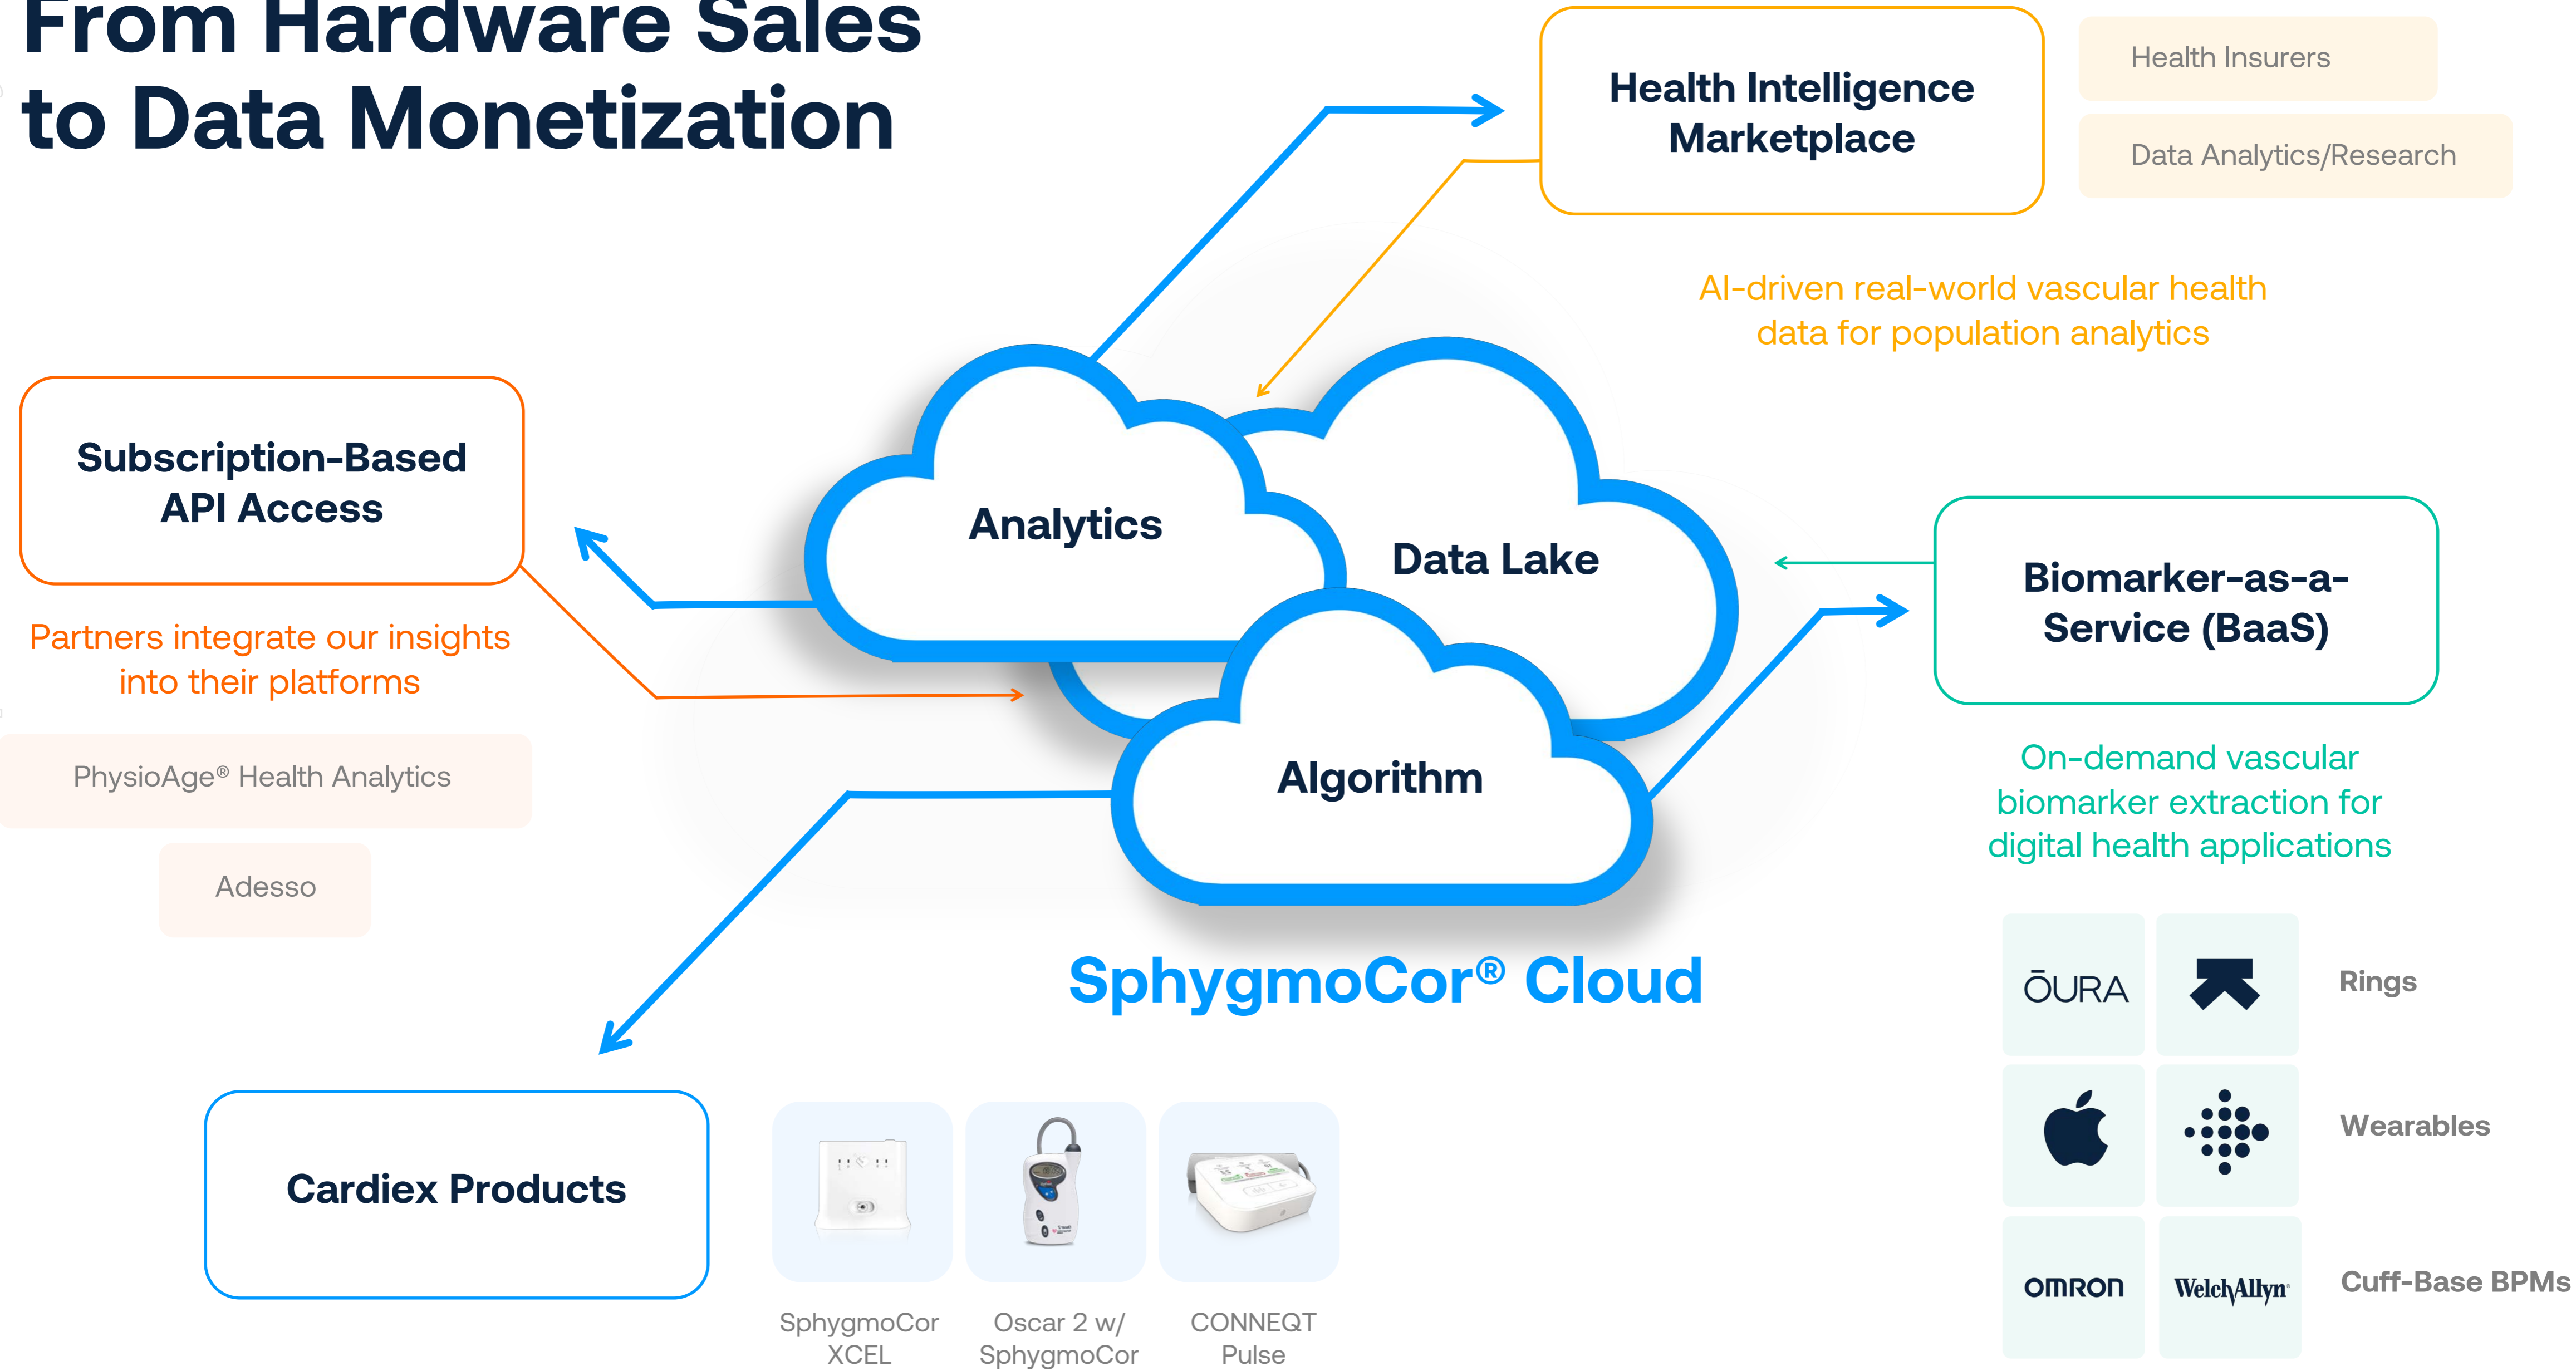 From Hardware Sales
to Data Monetization
Health Intelligence
Marketplace
Health Insurers
Data Analytics/Research
AI-driven real-world vascular health
data for population analytics
Subscription-Based
API Access
Partners integrate our insights
into their platforms
PhysioAge® Health Analytics
Adesso
Analytics
Data Lake
Algorithm
SphygmoCor® Cloud
Biomarker-as-a-
Service (BaaS)
On-demand vascular
biomarker extraction for
digital health applications
ŌURA
Rings
Wearables
OMRON
WelchAllyn®
Cuff-Base BPMs
Cardiex Products
SphygmoCor
XCEL
Oscar 2 w/
SphygmoCor
CONNEQT
Pulse